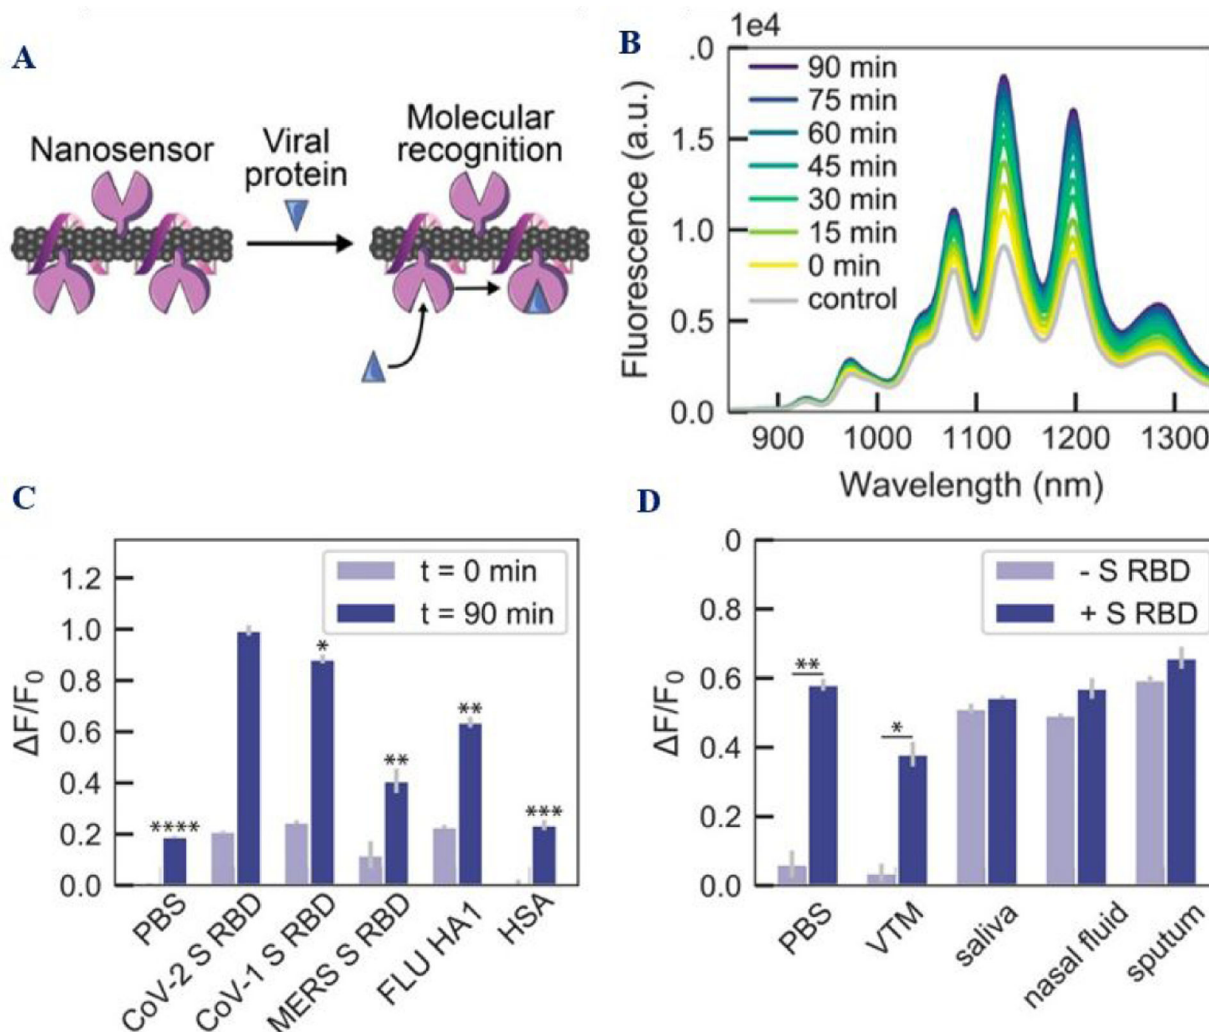 A
Nanosensor
Viral
protein
Molecular
recognition
B
1e4
Fluorescence (a.u.)
.0
1.5
1.0
0.5
0.0
90 min
75 min
60 min
45 min
30 min
15 min
0 min
control
900 1000 1100 1200 1300
Wavelength (nm)
C
ΔF/F0
1.2
1.0
0.8
0.6
0.4
0.2
0.0
t = 0 min
t = 90 min
****
*
**
**
***
PBS
CoV-2 S RBD
CoV-1 S RBD
MERS S RBD
FLU HA1
HSA
D
ΔF/F0
.0
0.8
0.6
0.4
0.2
0.0
- S RBD
+ S RBD
**
*
PBS
VTM
saliva
nasal fluid
sputum